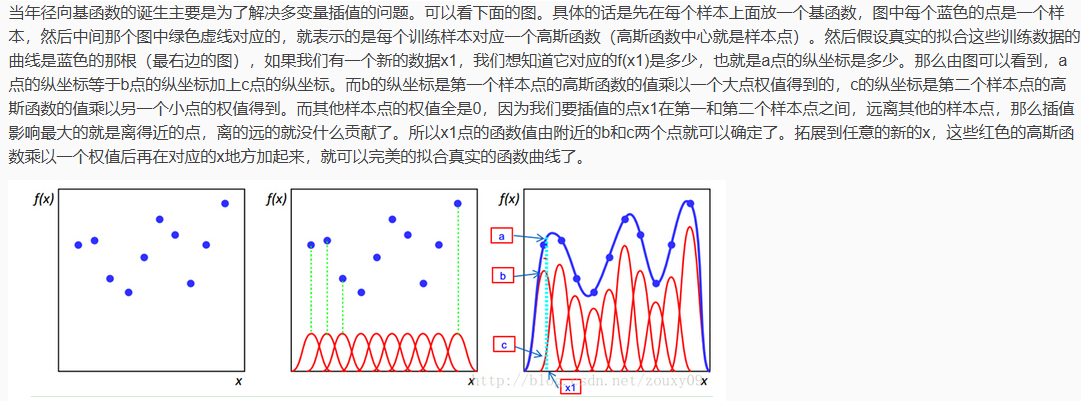 当年径向基函数的诞生主要是为了解决多变量插值的问题。可以看下面的图。具体的话是先在每个样本上面放一个基函数，图中每个蓝色的点是一个样
本，然后中间那个图中绿色虚线对应的，就表示的是每个训练样本对应一个高斯函数（高斯函数中心就是样本点）。然后假设真实的拟合这些训练数据的
曲线是蓝色的那根（最右边的图），如果我们有一个新的数据x1，我们想知道它对应的f(x1)是多少，也就是a点的纵坐标是多少。那么由图可以看到，a
点的纵坐标等于b点的纵坐标加上c点的纵坐标。而b的纵坐标是第一个样本点的高斯函数的值乘以一个大点权值得到的，c的纵坐标是第二个样本点的高
斯函数的值乘以另一个小点的权值得到。而其他样本点的权值全是0，因为我们要插值的点x1在第一和第二个样本点之间，远离其他的样本点，那么插值
影响最大的就是离得近的点，离的远的就没什么贡献了。所以x1点的函数值由附近的b和c两个点就可以确定了。拓展到任意的新的x，这些红色的高斯函
数乘以一个权值后再在对应的x地方加起来，就可以完美的拟合真实的函数曲线了。
f(x)
x
f(x)
x
f(x)
a
b
c
x
x1